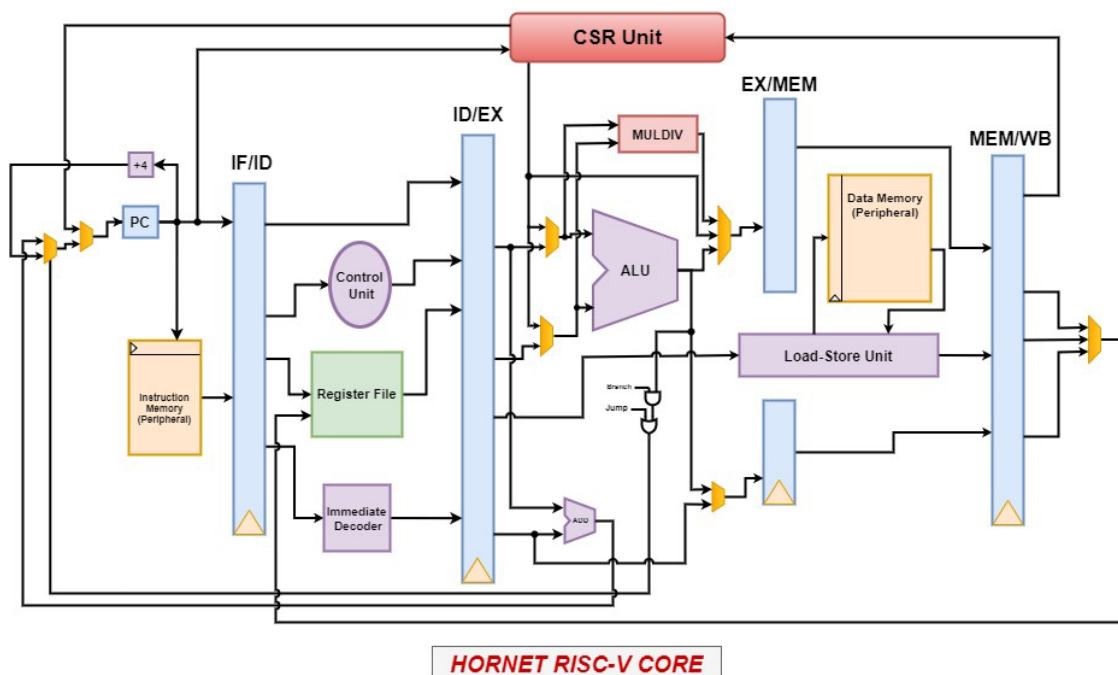 CSR Unit
EX/MEM
ID/EX
MEM/WB
MULDIV
IF/ID
+4
Data Memory
(Peripheral)
PC
Control
Unit
ALU
Load-Store Unit
Branch
Register File
Instruction
Memory
(Peripheral)
Jump
Immediate
Decoder
ADD
HORNET RISC-V CORE